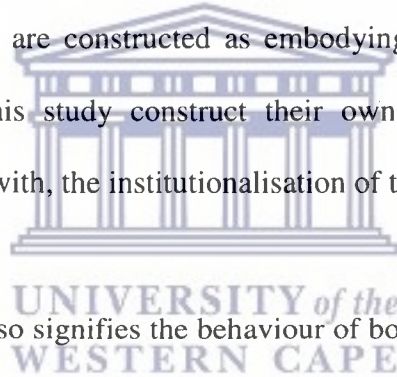 are constructed as embodying
is study construct their own
with, the institutionalisation of t
UNIVERSITY of the
so signifies the behaviour of bo
WESTERN CAPE